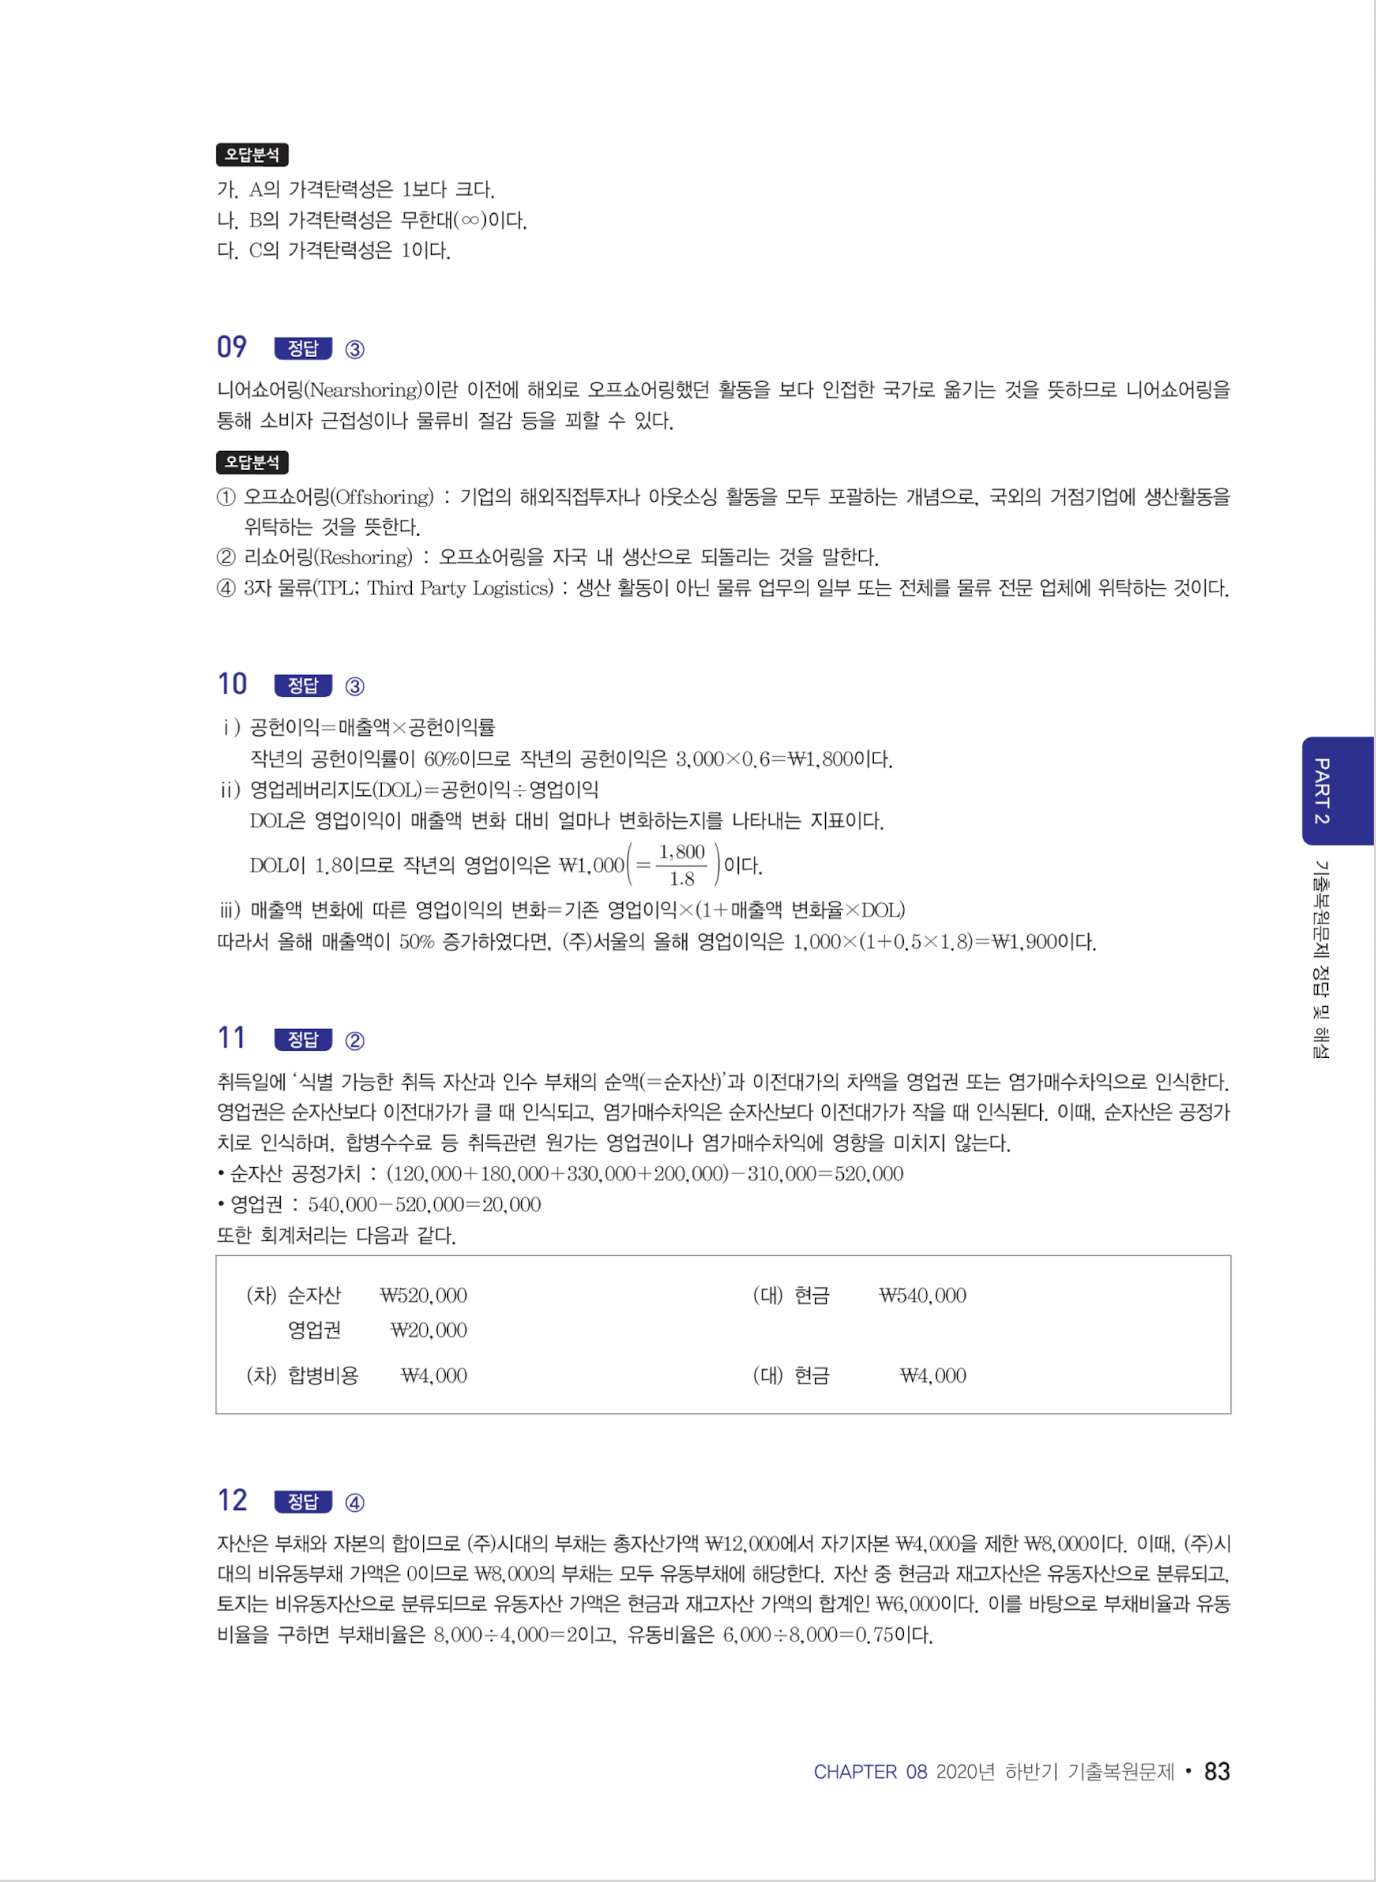 오답분석
가. A의 가격탄력성은 1보다 크다.
나. B의 가격탄력성은 무한대(∞)이다.
다. C의 가격탄력성은 1이다.
09 정답 ③
니어쇼어링(Nearshoring)이란 이전에 해외로 오프쇼어링했던 활동을 보다 인접한 국가로 옮기는 것을 뜻하므로 니어쇼어링을
통해 소비자 근접성이나 물류비 절감 등을 꾀할 수 있다.
오답분석
① 오프쇼어링(Offshoring) : 기업의 해외직접투자나 아웃소싱 활동을 모두 포괄하는 개념으로, 국외의 거점기업에 생산활동을
위탁하는 것을 뜻한다.
② 리쇼어링(Reshoring) : 오프쇼어링을 자국 내 생산으로 되돌리는 것을 말한다.
④ 3자 물류(TPL; Third Party Logistics) : 생산 활동이 아닌 물류 업무의 일부 또는 전체를 물류 전문 업체에 위탁하는 것이다.
10 정답 ③
ⅰ) 공헌이익=매출액×공헌이익률
작년의 공헌이익률이 60%이므로 작년의 공헌이익은 3,000×0.6=₩1,800이다.
ⅱ) 영업레버리지도(DOL)=공헌이익÷영업이익
DOL은 영업이익이 매출액 변화 대비 얼마나 변화하는지를 나타내는 지표이다.
DOL이 1.8이므로 작년의 영업이익은 ₩1,000(=1,800/1.8)이다.
ⅲ) 매출액 변화에 따른 영업이익의 변화=기존 영업이익×(1+매출액 변화율×DOL)
따라서 올해 매출액이 50% 증가하였다면, (주)서울의 올해 영업이익은 1,000×(1+0.5×1.8)=₩1,900이다.
11 정답 ②
취득일에 ‘식별 가능한 취득 자산과 인수 부채의 순액(=순자산)’과 이전대가의 차액을 영업권 또는 염가매수차익으로 인식한다.
영업권은 순자산보다 이전대가가 클 때 인식되고, 염가매수차익은 순자산보다 이전대가가 작을 때 인식된다. 이때, 순자산은 공정가
치로 인식하며, 합병수수료 등 취득관련 원가는 영업권이나 염가매수차익에 영향을 미치지 않는다.
• 순자산 공정가치 : (120,000+180,000+330,000+200,000)-310,000=520,000
• 영업권 : 540,000-520,000=20,000
또한 회계처리는 다음과 같다.
(차) 순자산 ₩520,000 (대) 현금 ₩540,000
영업권 ₩20,000
(차) 합병비용 ₩4,000 (대) 현금 ₩4,000
12 정답 ④
자산은 부채와 자본의 합이므로 (주)시대의 부채는 총자산가액 ₩12,000에서 자기자본 ₩4,000을 제한 ₩8,000이다. 이때, (주)시
대의 비유동부채 가액은 0이므로 ₩8,000의 부채는 모두 유동부채에 해당한다. 자산 중 현금과 재고자산은 유동자산으로 분류되고,
토지는 비유동자산으로 분류되므로 유동자산 가액은 현금과 재고자산 가액의 합계인 ₩6,000이다. 이를 바탕으로 부채비율과 유동
비율을 구하면 부채비율은 8,000÷4,000=2이고, 유동비율은 6,000÷8,000=0.75이다.
PART 2
기출복원문제 정답 및 해설
CHAPTER 08 2020년 하반기 기출복원문제 • 83